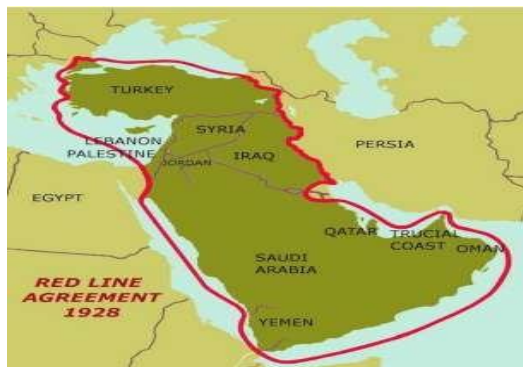 TURKEY
SYRIA
LEBANON
PALESTINE
JORDAN
IRAQ
PERSIA
EGYPT
QATAR
TRUCIAL
COAST
OMAN
SAUDI
ARABIA
RED LINE
AGREEMENT
1928
YEMEN